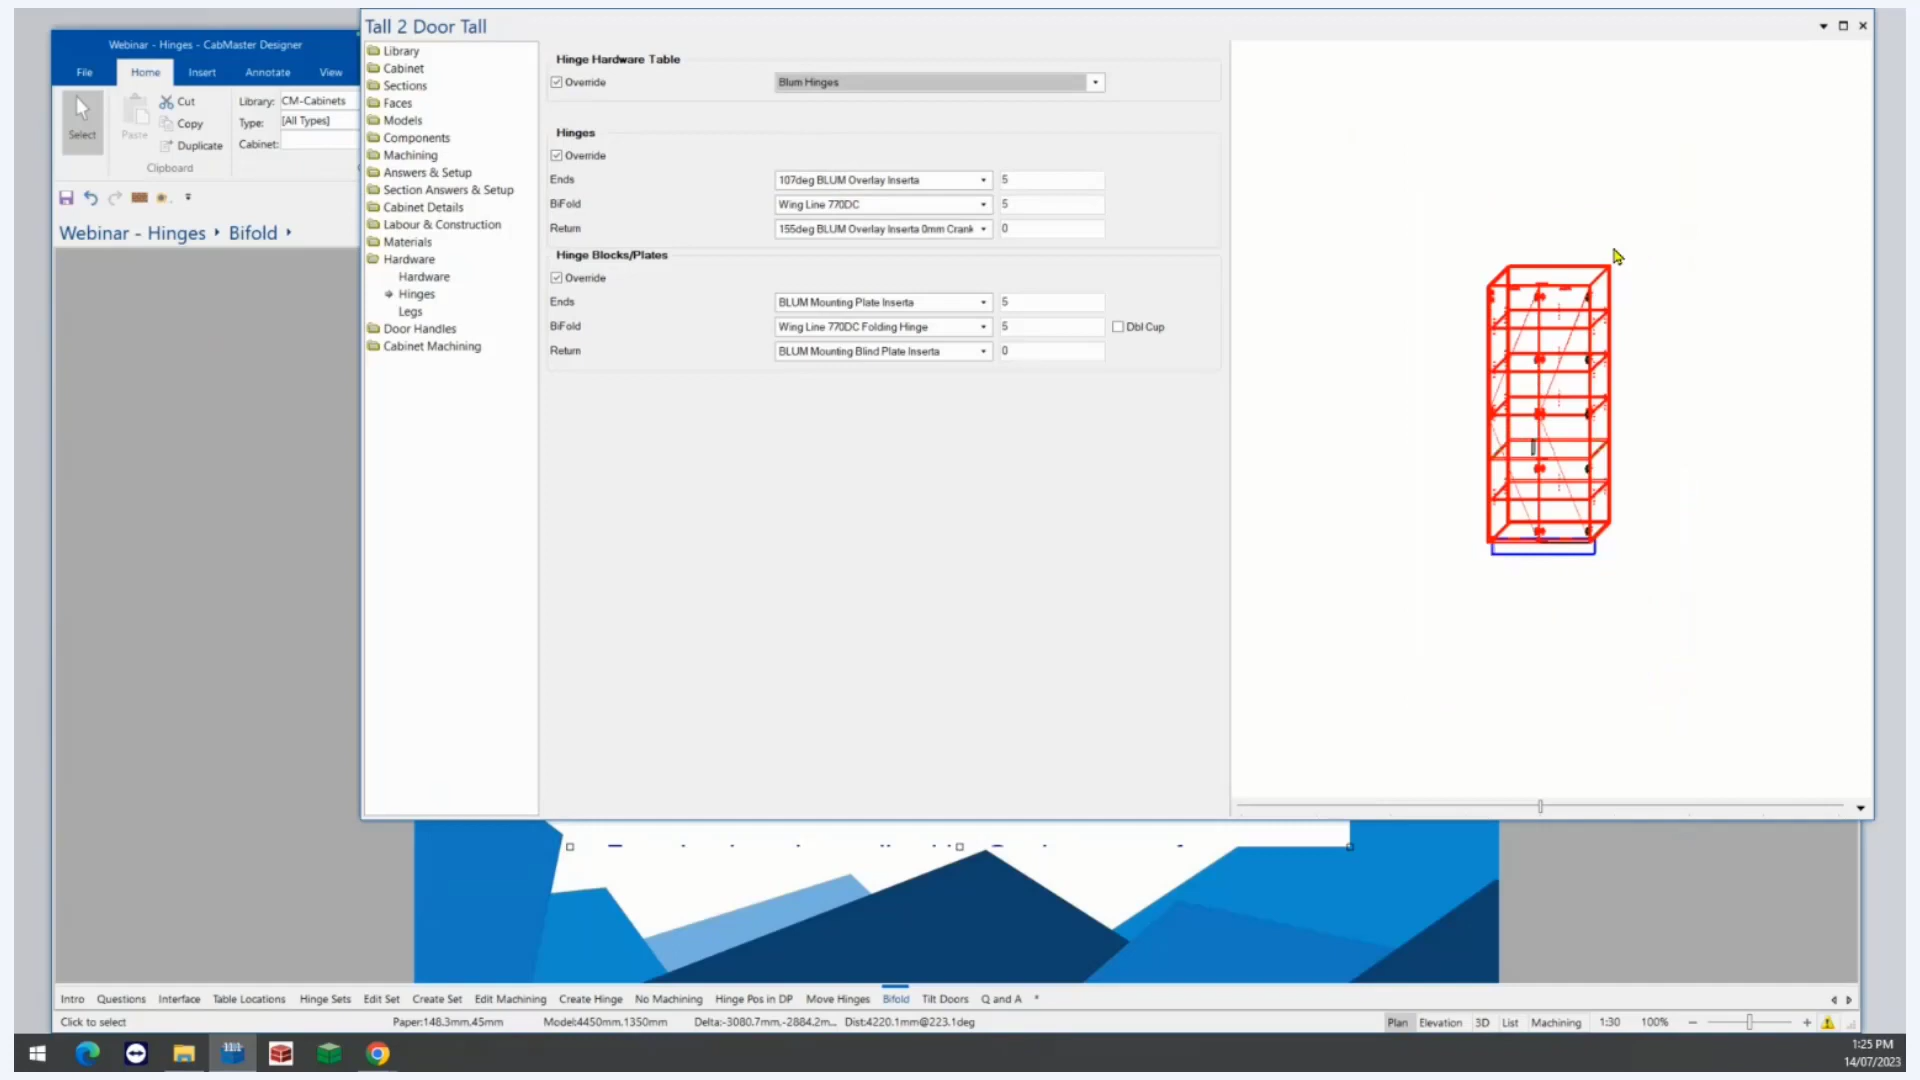 Webinar - Hinges - CabMaster Designer
File Home Insert Annotate View
Select
Paste
Cut
Copy
Duplicate
Clipboard
Library: CM-Cabinets
Type: [All Types]
Cabinet:
Webinar - Hinges Bifold
Tall 2 Door Tall
Library
Cabinet
Sections
Faces
Models
Components
Machining
Answers & Setup
Section Answers & Setup
Cabinet Details
Labour & Construction
Materials
Hardware
Hardware
Hinges
Legs
Door Handles
Cabinet Machining
Hinge Hardware Table
Override Blum Hinges
Hinges
Override
Ends 107deg BLUM Overlay Inserta 5
BiFold Wing Line 770DC 5
Return 155deg BLUM Overlay Inserta 0mm Crank 0
Hinge Blocks/Plates
Override
Ends BLUM Mounting Plate Inserta 5
BiFold Wing Line 770DC Folding Hinge 5 Dbl Cup
Return BLUM Mounting Blind Plate Inserta 0
Intro Questions Interface Table Locations Hinge Sets Edit Set Create Set Edit Machining Create Hinge No Machining Hinge Pos in DP Move Hinges Bifold Tilt Doors Q and A *
Click to select Paper:148.3mm,45mm Model:4450mm,1350mm Delta:-3080.7mm,-2884.2m... Dist:4220.1mm@223.1deg Plan Elevation 3D List Machining 1:30 100%
1:25 PM
14/07/2023